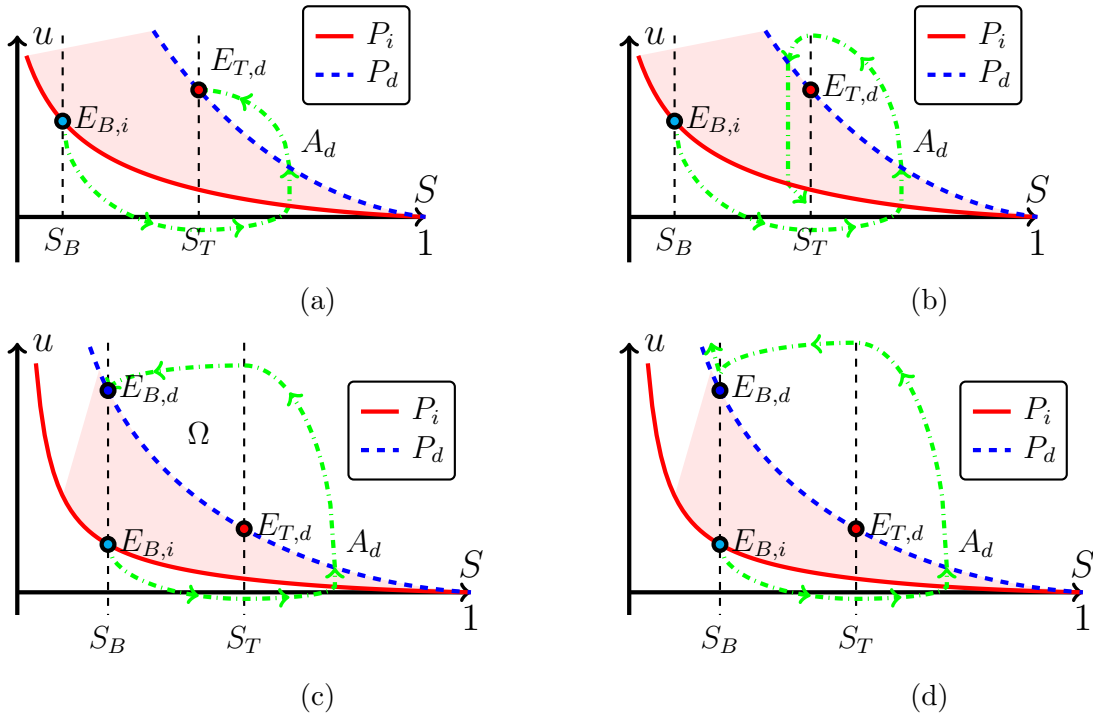 u
P_i
P_d
E_{T,d}
E_{B,i}
A_d
S
S_B
S_T
1
(a)
u
P_i
P_d
E_{T,d}
E_{B,i}
A_d
S
S_B
S_T
1
(b)
u
E_{B,d}
Ω
P_i
P_d
E_{B,i}
E_{T,d}
A_d
S
S_B
S_T
1
(c)
u
E_{B,d}
P_i
P_d
E_{B,i}
E_{T,d}
A_d
S
S_B
S_T
1
(d)